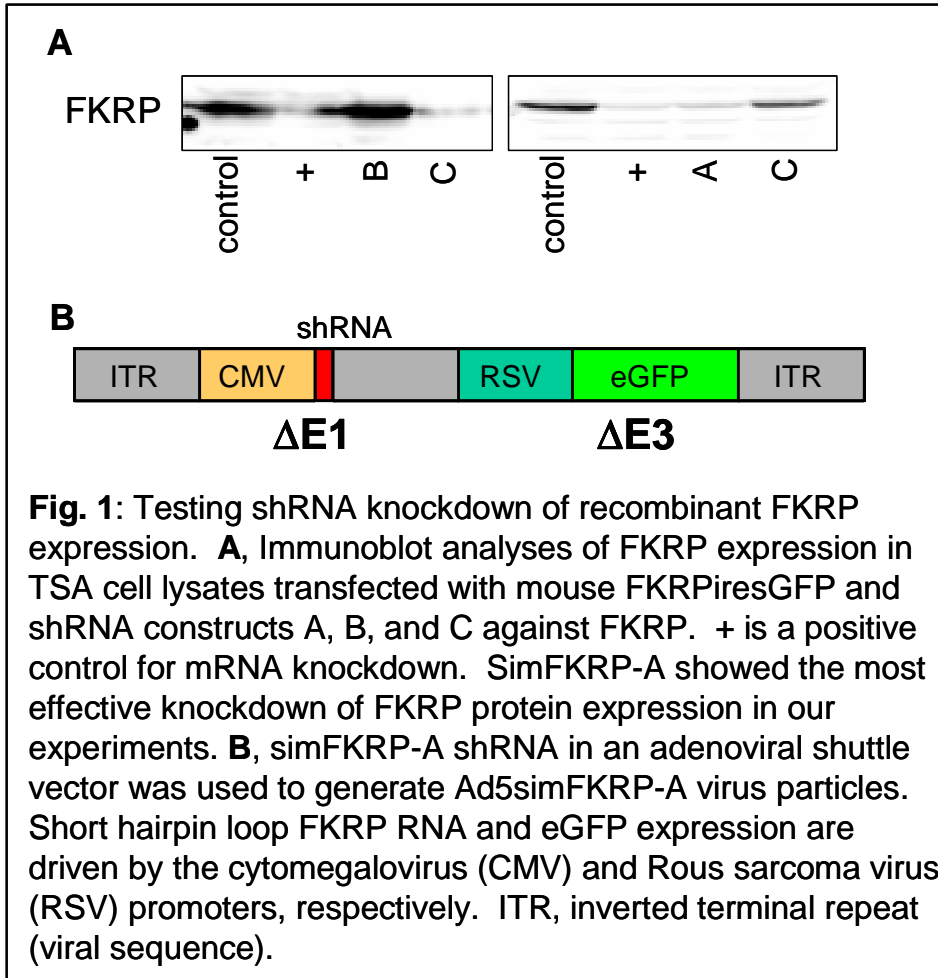 A
FKRP
control + B C control + A C
B
shRNA
ITR CMV RSV eGFP ITR
ΔE1 ΔE3
Fig. 1: Testing shRNA knockdown of recombinant FKRP
expression. A, Immunoblot analyses of FKRP expression in
TSA cell lysates transfected with mouse FKRPiresGFP and
shRNA constructs A, B, and C against FKRP. + is a positive
control for mRNA knockdown. SimFKRP-A showed the most
effective knockdown of FKRP protein expression in our
experiments. B, simFKRP-A shRNA in an adenoviral shuttle
vector was used to generate Ad5simFKRP-A virus particles.
Short hairpin loop FKRP RNA and eGFP expression are
driven by the cytomegalovirus (CMV) and Rous sarcoma virus
(RSV) promoters, respectively. ITR, inverted terminal repeat
(viral sequence).